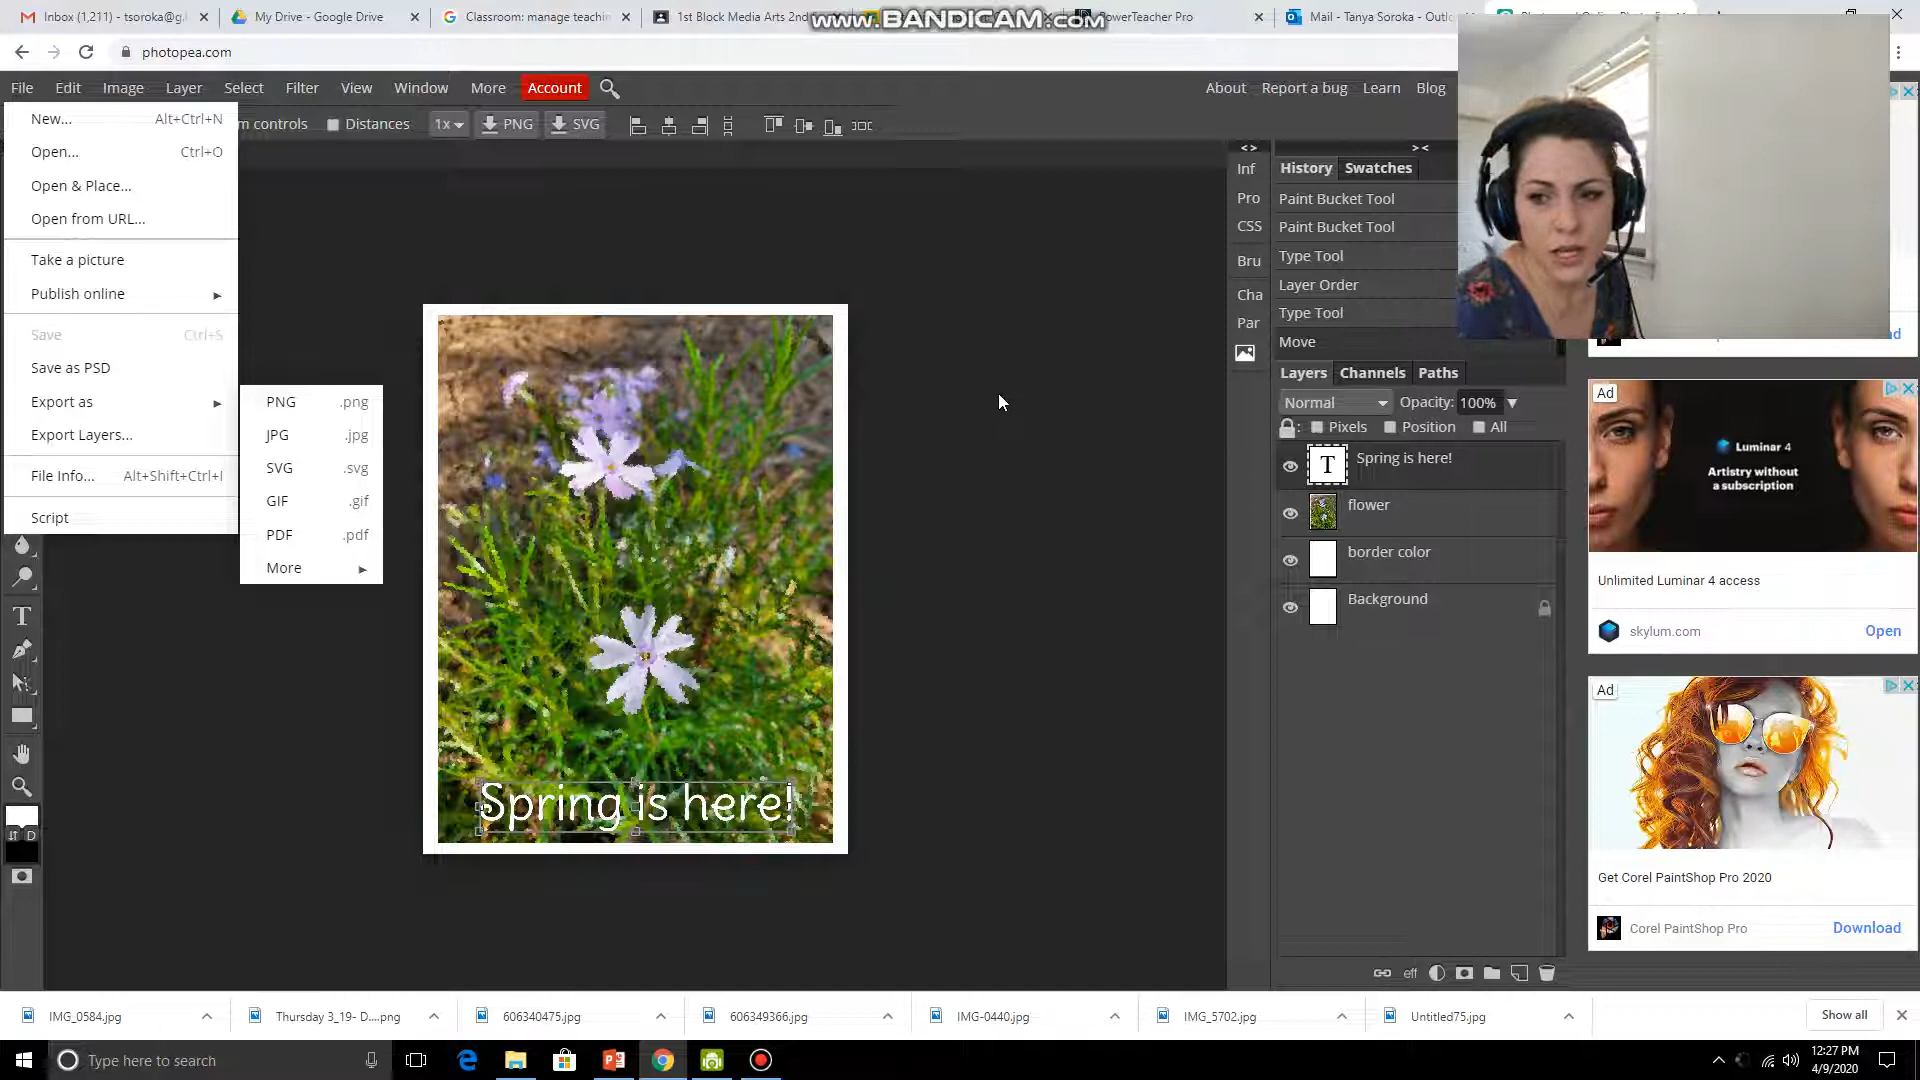 Inbox (1,211) - tsoroka@g.
My Drive - Google Drive
Classroom: manage teachin
1st Block Media Arts 2nd
PowerTeacher Pro
Mail - Tanya Soroka - Outlo
www.BANDICAM.com
photopea.com
File Edit Image Layer Select Filter View Window More Account
About Report a bug Learn Blog
m controls Distances 1x PNG SVG
New... Alt+Ctrl+N
Open... Ctrl+O
Open & Place...
Open from URL...
Take a picture
Publish online
Save Ctrl+S
Save as PSD
Export as
Export Layers...
File Info... Alt+Shift+Ctrl+I
Script
PNG .png
JPG .jpg
SVG .svg
GIF .gif
PDF .pdf
More
Spring is here!
Inf
Pro
CSS
Bru
Cha
Par
History Swatches
Paint Bucket Tool
Paint Bucket Tool
Type Tool
Layer Order
Type Tool
Move
Layers Channels Paths
Normal Opacity: 100%
Pixels Position All
T Spring is here!
flower
border color
Background
eff
Ad
Luminar 4
Artistry without
a subscription
Unlimited Luminar 4 access
skylum.com Open
Ad
Get Corel PaintShop Pro 2020
Corel PaintShop Pro Download
IMG_0584.jpg
Thursday 3_19- D....png
606340475.jpg
606349366.jpg
IMG-0440.jpg
IMG_5702.jpg
Untitled75.jpg
Show all
Type here to search
12:27 PM
4/9/2020